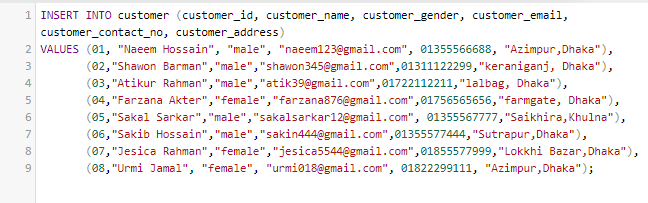 1 INSERT INTO customer (customer_id, customer_name, customer_gender, customer_email,
customer_contact_no, customer_address)
2 VALUES (01, "Naeem Hossain", "male", "naeem123@gmail.com", 01355566688, "Azimpur,Dhaka"),
3 (02,"Shawon Barman","male","shawon345@gmail.com",01311122299,"keraniganj, Dhaka"),
4 (03,"Atikur Rahman","male","atik39@gmail.com",01722112211,"lalbag, Dhaka"),
5 (04,"Farzana Akter","female","farzana876@gmail.com",01756565656,"farmgate, Dhaka"),
6 (05,"Sakal Sarkar","male","sakalsarkar12@gmail.com", 01355567777,"Saikhira,Khulna"),
7 (06,"Sakib Hossain","male","sakin444@gmail.com",01355577444,"Sutrapur,Dhaka"),
8 (07,"Jesica Rahman","female","jesica5544@gmail.com",01855577999,"Lokkhi Bazar,Dhaka"),
9 (08,"Urmi Jamal", "female", "urmi018@gmail.com", 01822299111, "Azimpur,Dhaka");